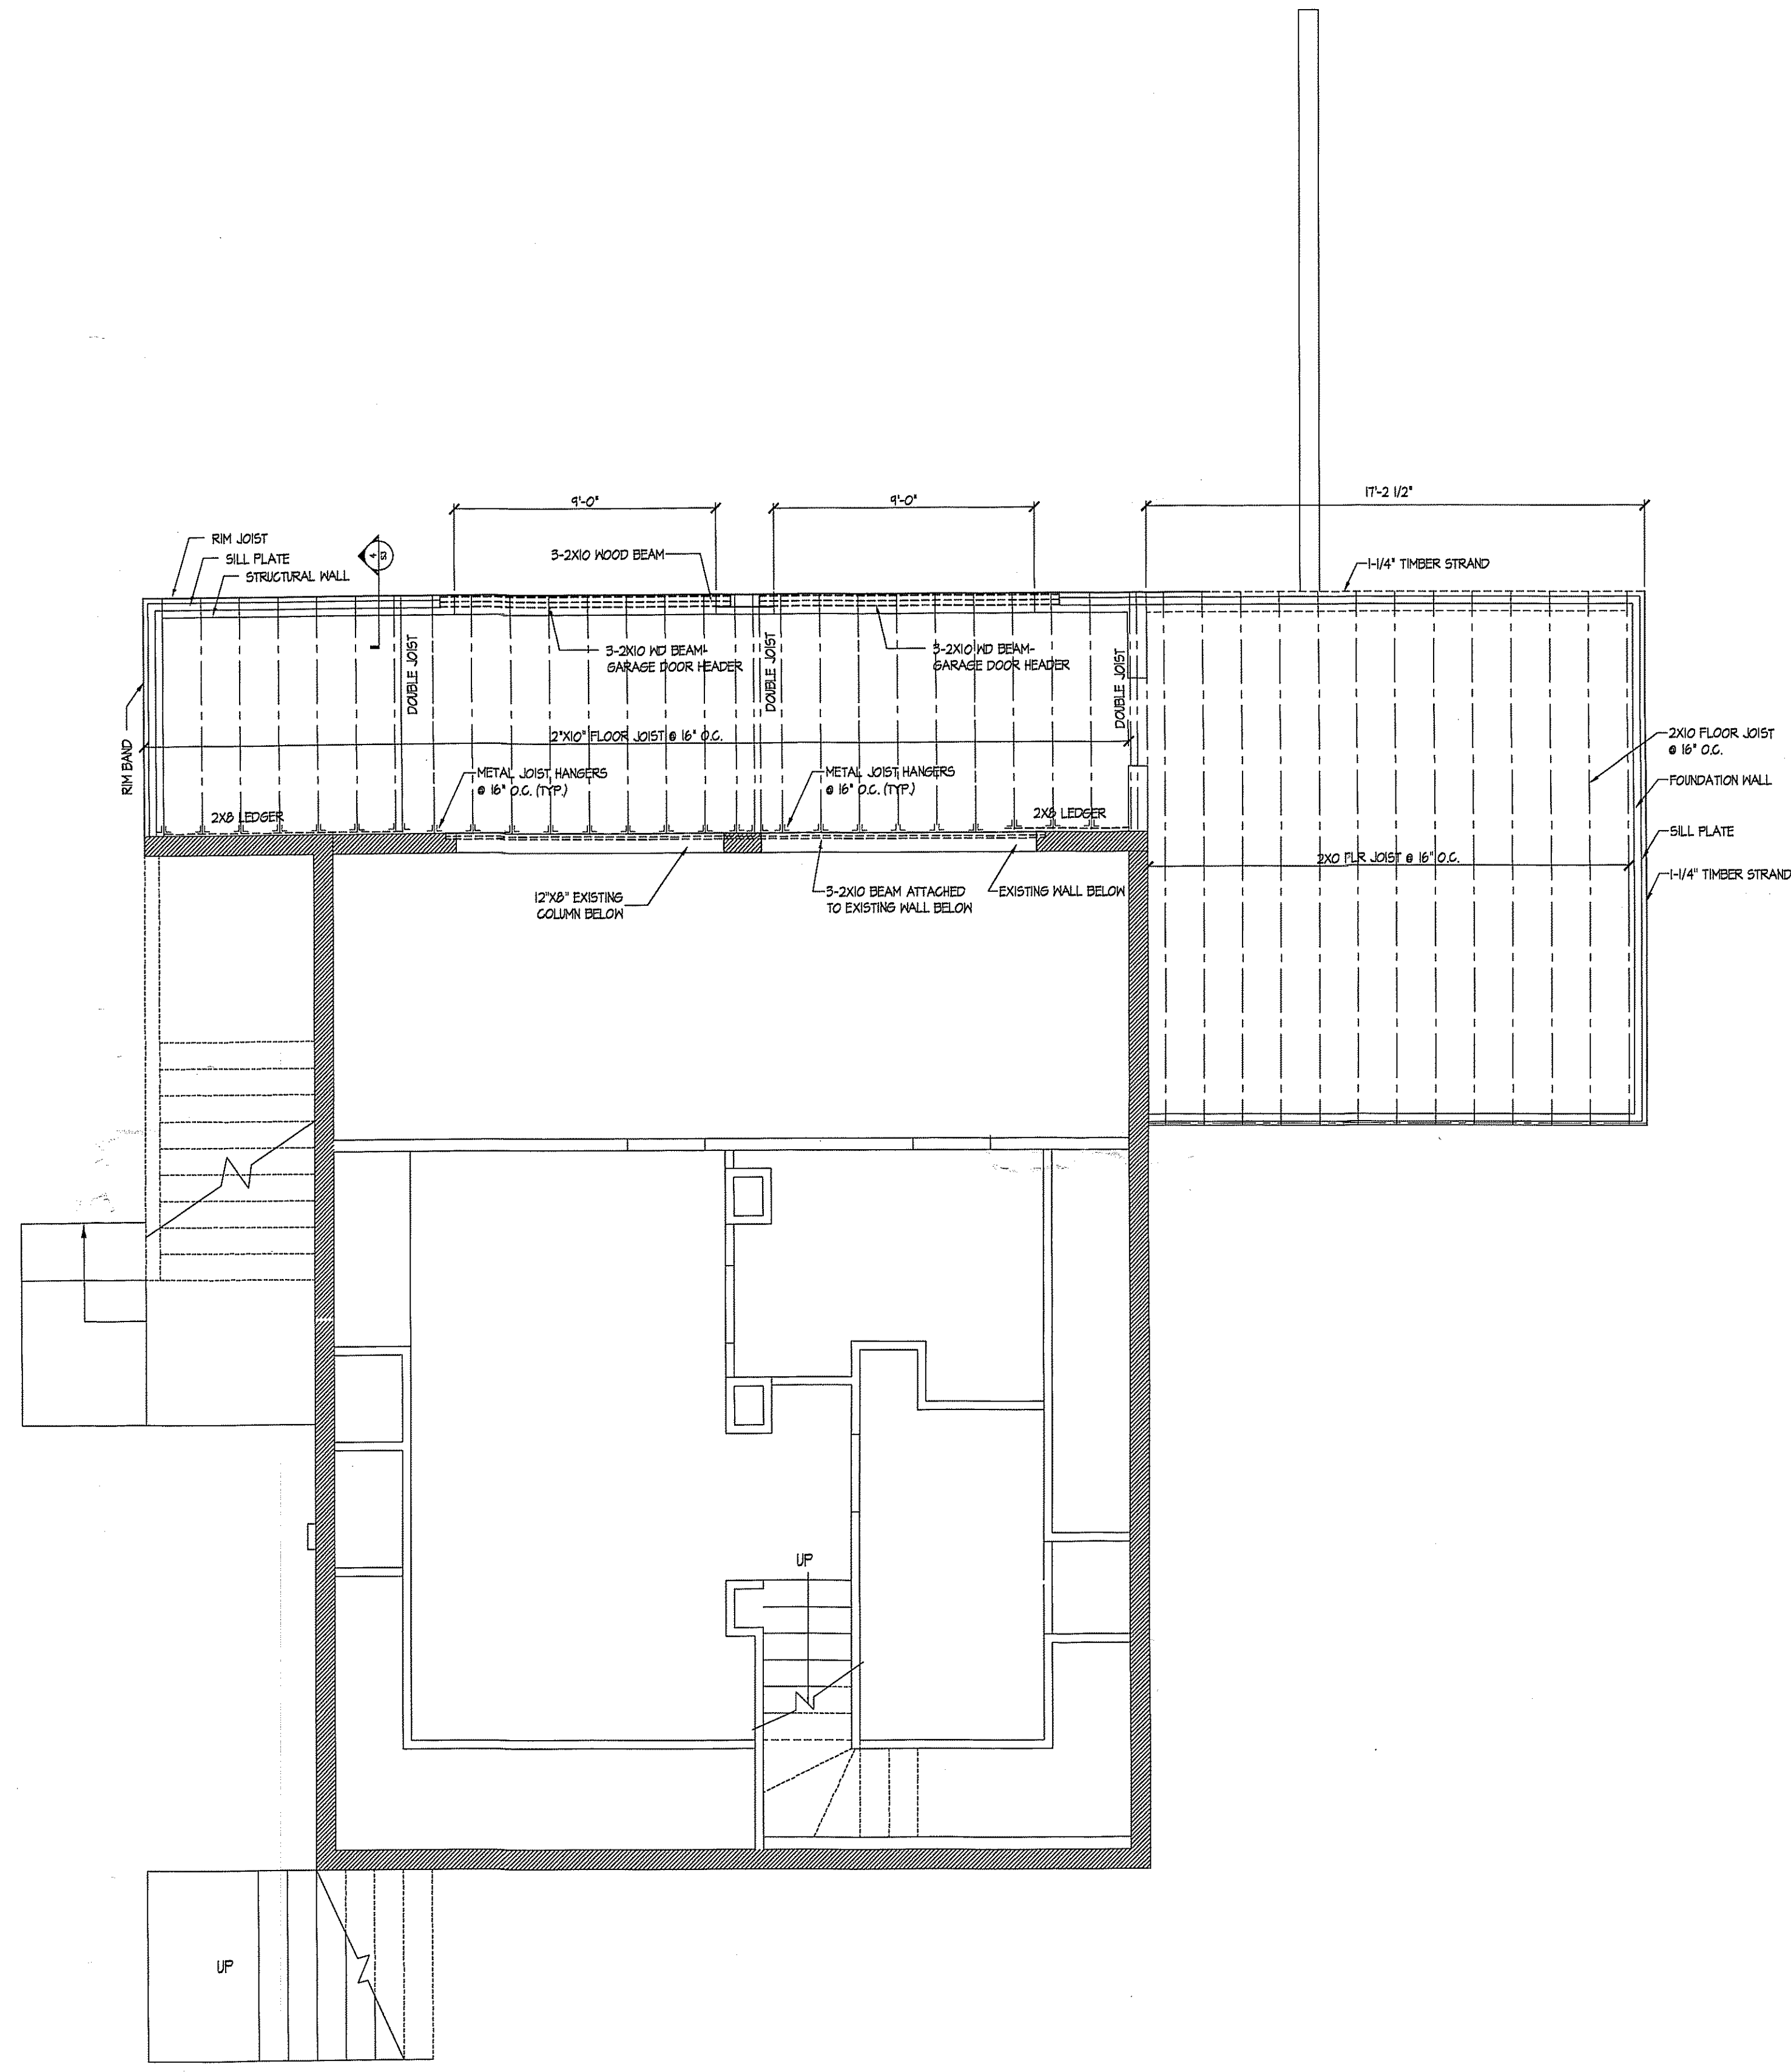 9'-0"
9'-0"
17'-2 1/2"
RIM JOIST
SILL PLATE
STRUCTURAL WALL
4
S3
3-2X10 WOOD BEAM
1-1/4" TIMBER STRAND
DOUBLE JOIST
3-2X10 WD BEAM-
GARAGE DOOR HEADER
DOUBLE JOIST
3-2X10 WD BEAM-
GARAGE DOOR HEADER
DOUBLE JOIST
RIM BAND
2"X10" FLOOR JOIST @ 16" O.C.
2X10 FLOOR JOIST
@ 16" O.C.
METAL JOIST HANGERS
@ 16" O.C. (TYP.)
METAL JOIST HANGERS
@ 16" O.C. (TYP.)
FOUNDATION WALL
2X8 LEDGER
2X8 LEDGER
SILL PLATE
2X0 FLR JOIST @ 16" O.C.
1-1/4" TIMBER STRAND
12"X8" EXISTING
COLUMN BELOW
3-2X10 BEAM ATTACHED
TO EXISTING WALL BELOW
EXISTING WALL BELOW
UP
UP